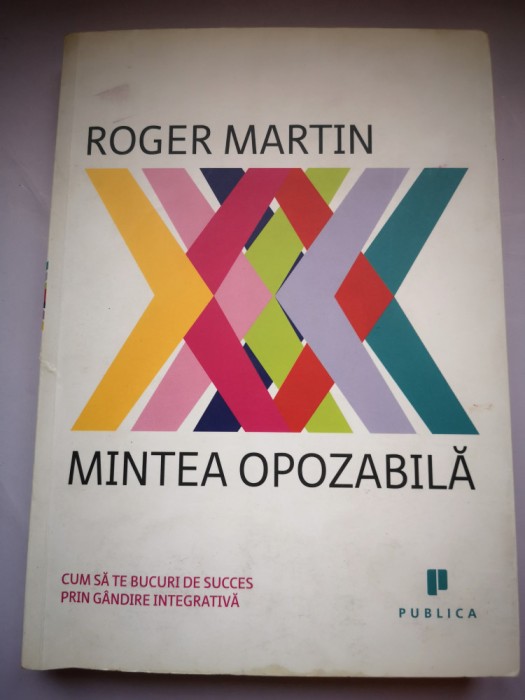 ROGER MARTIN
MINTEA OPOZABILĂ
CUM SĂ TE BUCURI DE SUCCES
PRIN GÂNDIRE INTEGRATIVĂ
PUBLICA